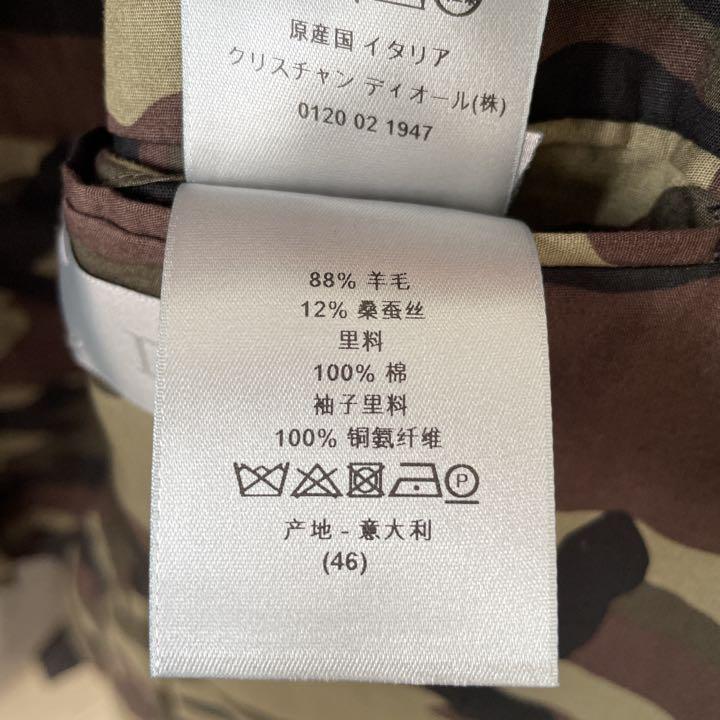 原産国 イタリア
クリスチャン ディオール(株)
0120 02 1947
88% 羊毛
12% 桑蚕丝
里料
100% 棉
袖子里料
100% 铜氨纤维
P
产地 - 意大利
(46)